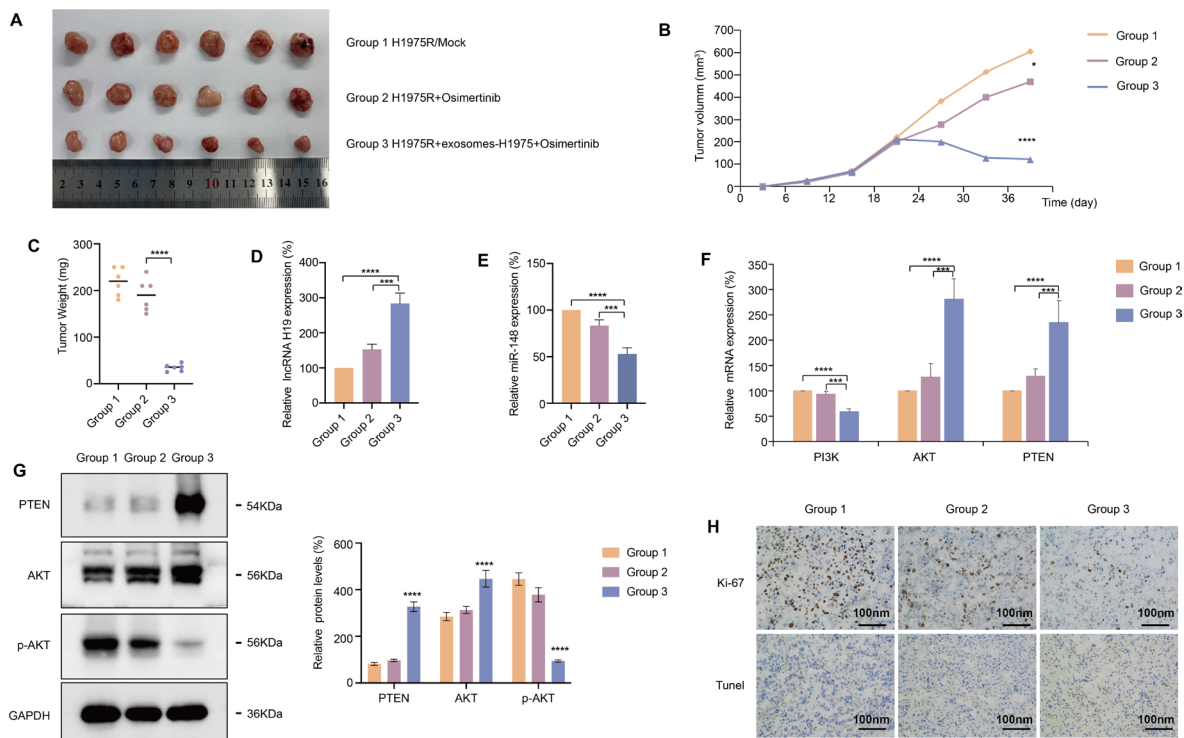 A
Group 1 H1975R/Mock
Group 2 H1975R+Osimertinib
Group 3 H1975R+exosomes-H1975+Osimertinib
2 3 4 5 6 7 8 9 10 11 12 13 14 15 16
B
Tumor volumm (mm³)
700
600
500
400
300
200
100
0
0 6 12 18 24 30 36 42
Time (day)
*
****
Group 1
Group 2
Group 3
C
Tumor Weight (mg)
300
200
100
0
****
Group 1
Group 2
Group 3
D
Relative lncRNA H19 expression (%)
400
300
200
100
0
****
***
Group 1
Group 2
Group 3
E
Relative miR-148 expression (%)
150
100
50
0
****
***
Group 1
Group 2
Group 3
F
Relative mRNA expression (%)
350
300
250
200
150
100
50
0
****
***
****
***
****
***
PI3K AKT PTEN
Group 1
Group 2
Group 3
G
Group 1 Group 2 Group 3
PTEN
54KDa
AKT
56KDa
p-AKT
56KDa
GAPDH
36KDa
Relative protein levels (%)
600
400
200
0
****
****
****
PTEN AKT p-AKT
Group 1
Group 2
Group 3
H
Group 1 Group 2 Group 3
Ki-67
100nm 100nm 100nm
Tunel
100nm 100nm 100nm